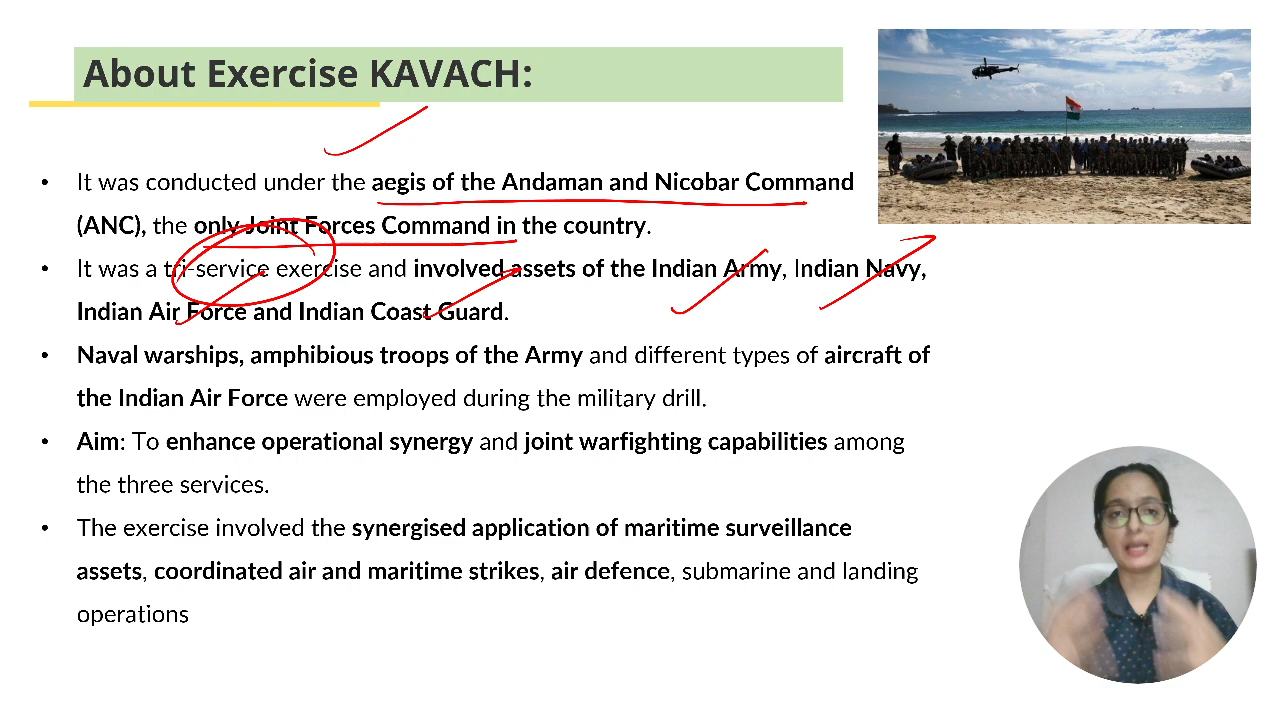 About Exercise KAVACH:
• It was conducted under the aegis of the Andaman and Nicobar Command
(ANC), the only Joint Forces Command in the country.
• It was a tri-service exercise and involved assets of the Indian Army, Indian Navy,
Indian Air Force and Indian Coast Guard.
• Naval warships, amphibious troops of the Army and different types of aircraft of
the Indian Air Force were employed during the military drill.
• Aim: To enhance operational synergy and joint warfighting capabilities among
the three services.
• The exercise involved the synergised application of maritime surveillance
assets, coordinated air and maritime strikes, air defence, submarine and landing
operations